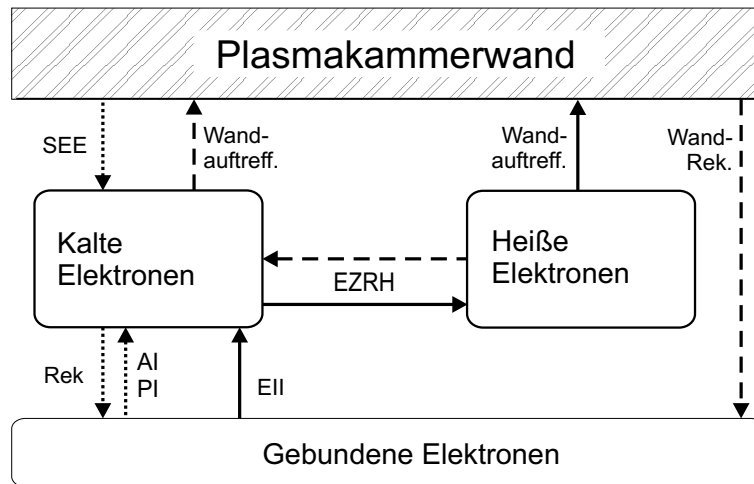 Plasmakammerwand
SEE
Wand-
auftreff.
Wand-
auftreff.
Wand-
Rek.
Kalte
Elektronen
Heiße
Elektronen
EZRH
Rek
AI
PI
EII
Gebundene Elektronen